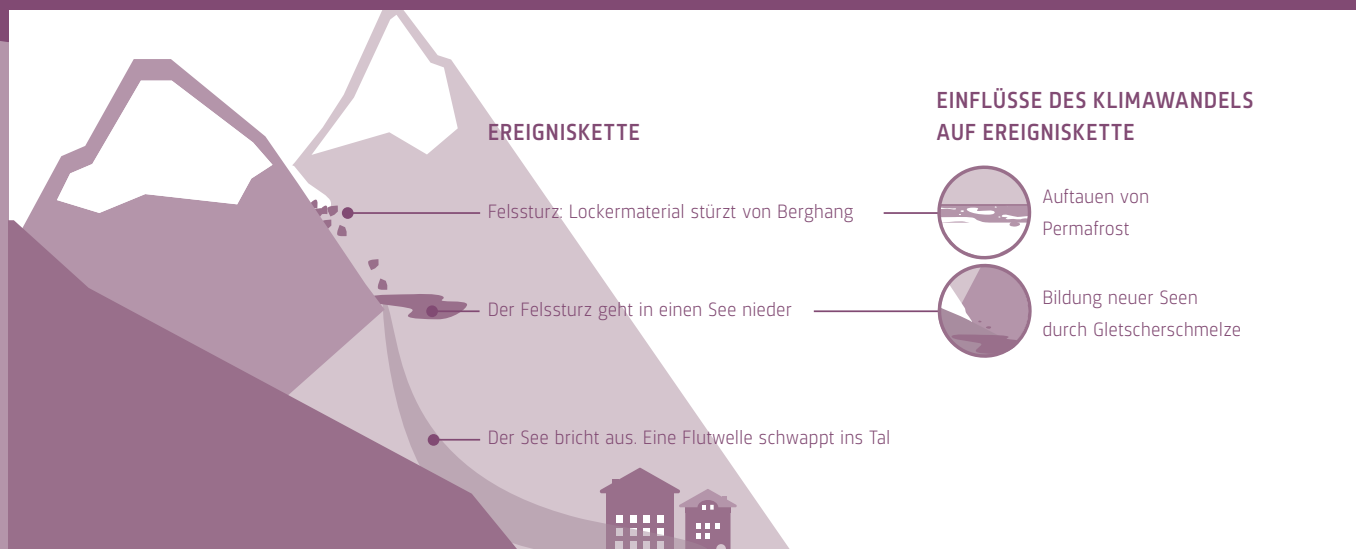 EREIGNISKETTE
Felssturz: Lockermaterial stürzt von Berghang
Der Felssturz geht in einen See nieder
Der See bricht aus. Eine Flutwelle schwappt ins Tal
EINFLÜSSE DES KLIMAWANDELS
AUF EREIGNISKETTE
Auftauen von
Permafrost
Bildung neuer Seen
durch Gletscherschmelze